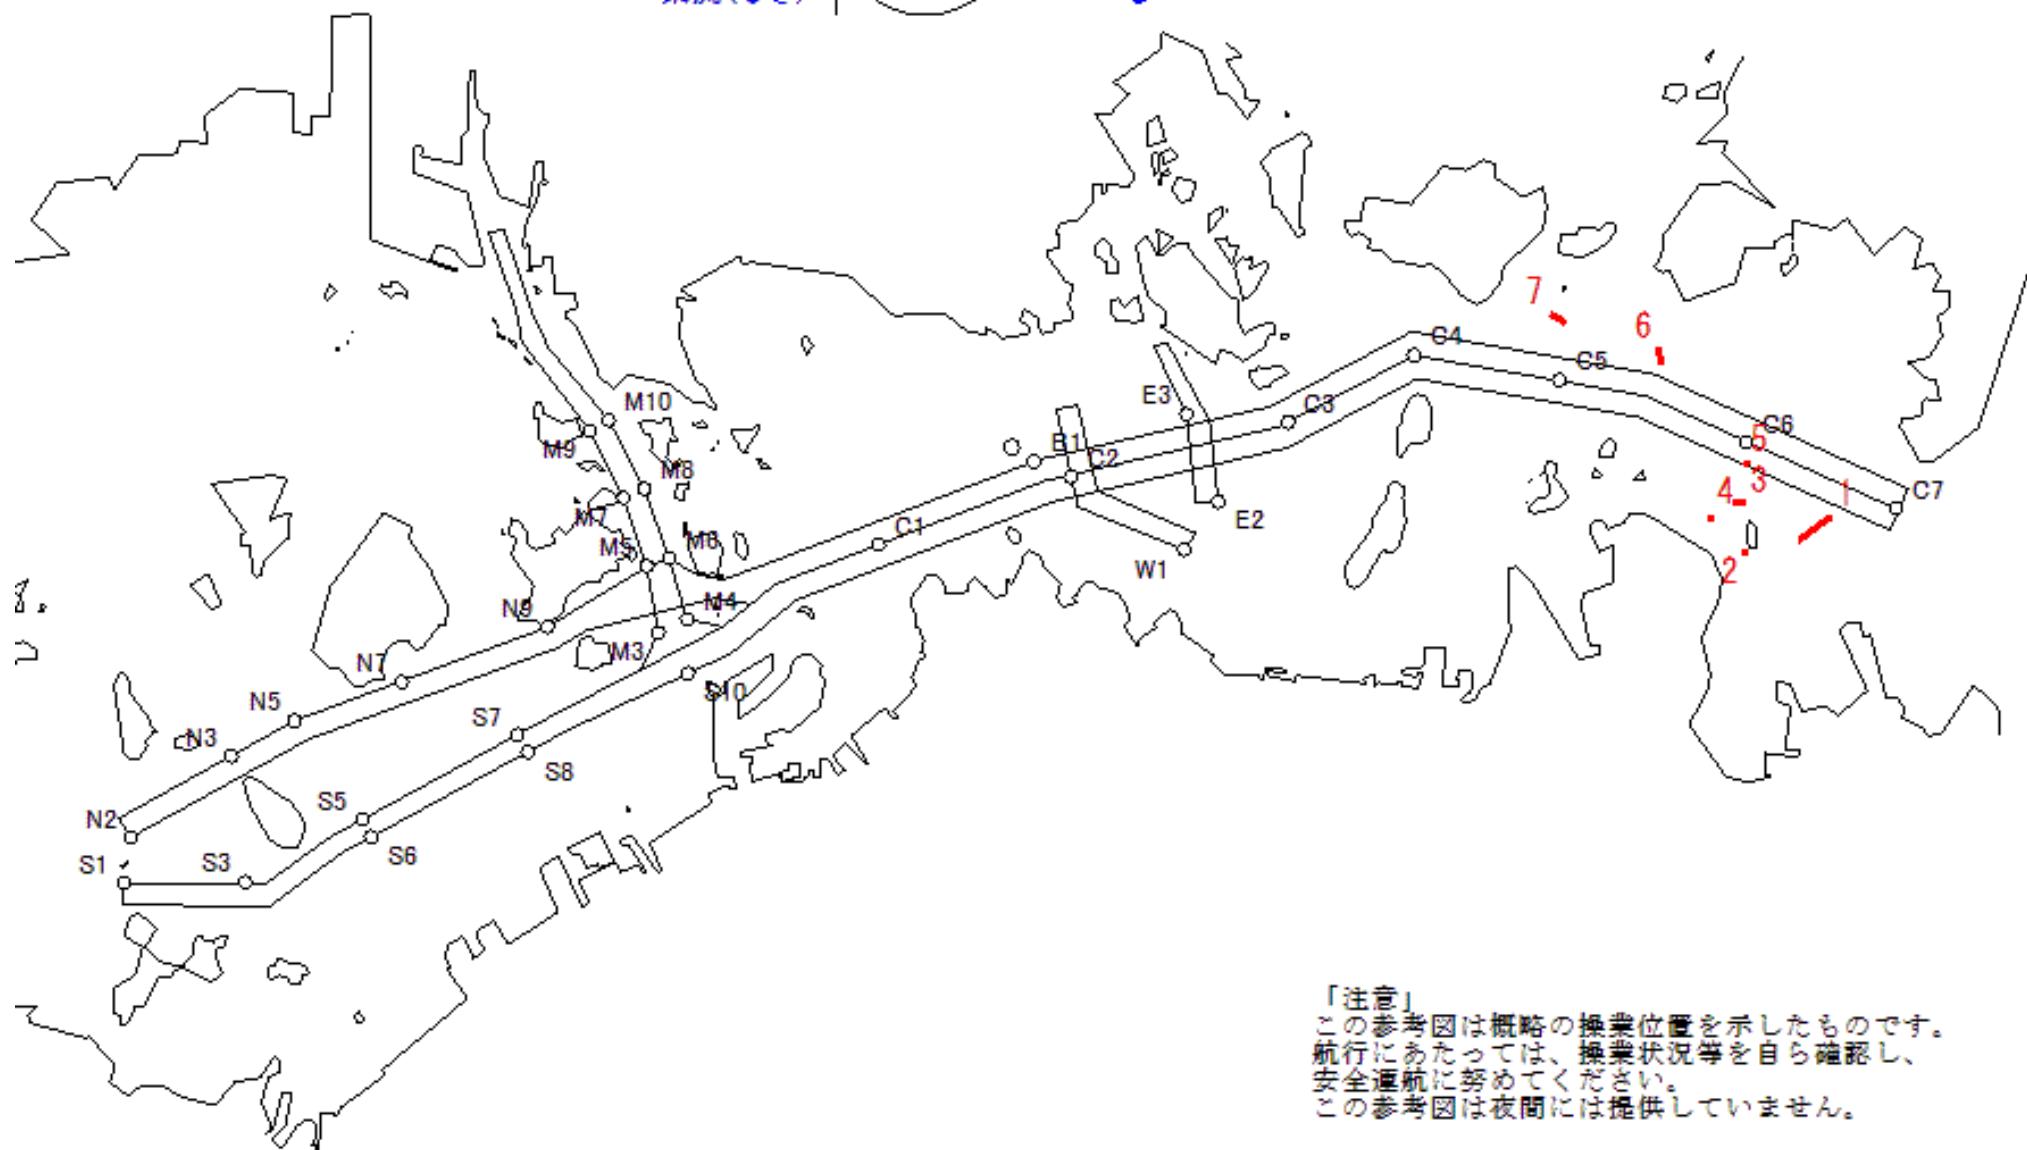 7
6
C4
C5
M10
E3
C3
C6
5
B1
M9
C2
3
M8
4
1
C7
M7
E2
C1
M5
M6
W1
2
N9
M4
M3
N7
S10
N5
S7
N3
S8
S5
N2
S6
S1
S3
「注意」
この参考図は概略の操業位置を示したものです。
航行にあたっては、操業状況等を自ら確認し、
安全運航に努めてください。
この参考図は夜間には提供していません。